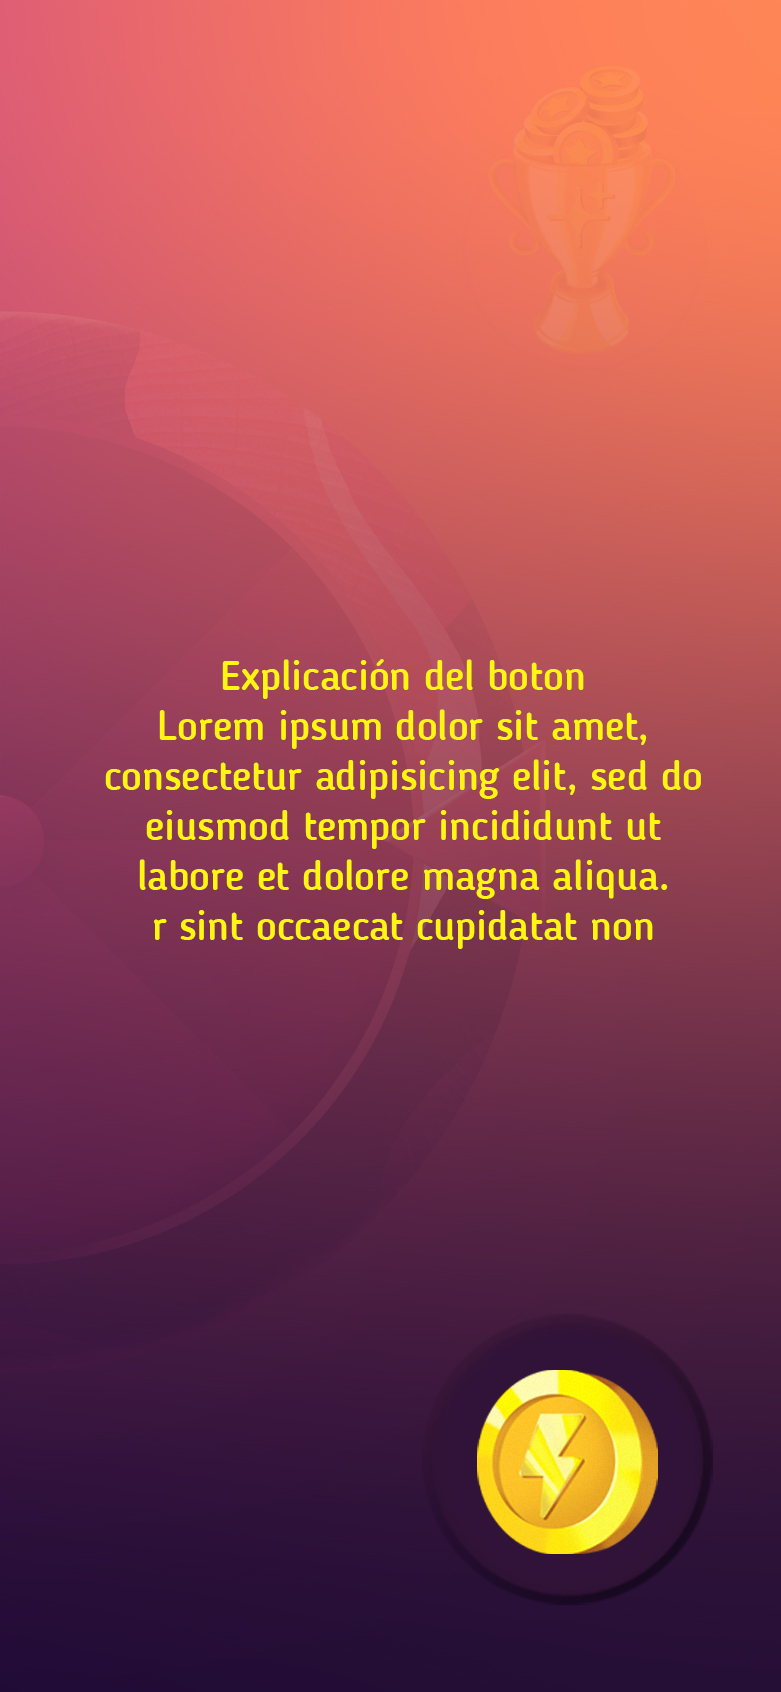 Explicación del boton
Lorem ipsum dolor sit amet,
consectetur adipisicing elit, sed do
eiusmod tempor incididunt ut
labore et dolore magna aliqua.
r sint occaecat cupidatat non